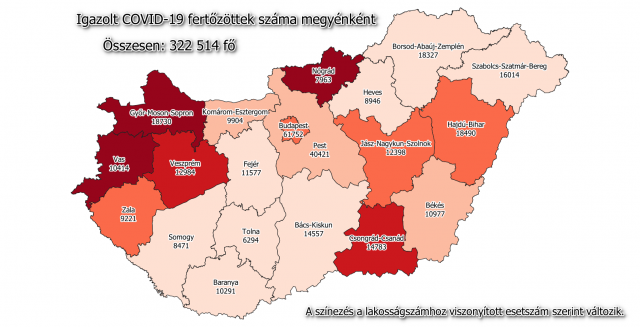 Igazolt COVID-19 fertőzöttek száma megyénként
Összesen: 322 514 fő
Borsod-Abaúj-Zemplén
18327
Szabolcs-Szatmár-Bereg
16014
Nógrád
7963
Heves
8946
Győr-Moson-Sopron
18730
Komárom-Esztergom
9904
Budapest
61752
Hajdú-Bihar
18490
Pest
40421
Jász-Nagykun-Szolnok
12398
Vas
10414
Veszprém
12984
Fejér
11577
Zala
9221
Békés
10977
Bács-Kiskun
14557
Tolna
6294
Somogy
8471
Csongrád-Csanád
14783
Baranya
10291
A színezés a lakosságszámhoz viszonyított esetszám szerint változik.